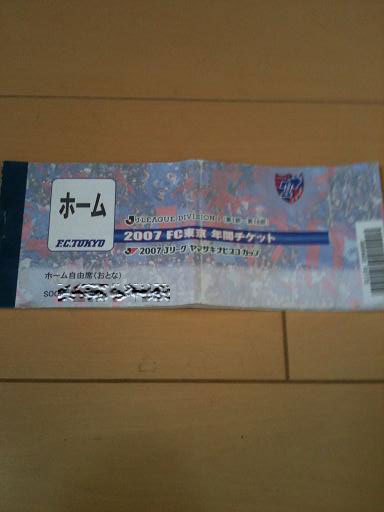 ホーム
F.C.TOKYO
J.LEAGUE DIVISION 1
2007 FC東京 年間チケット
2007 Jリーグ ヤマザキナビスコカップ
ホーム自由席(おとな)